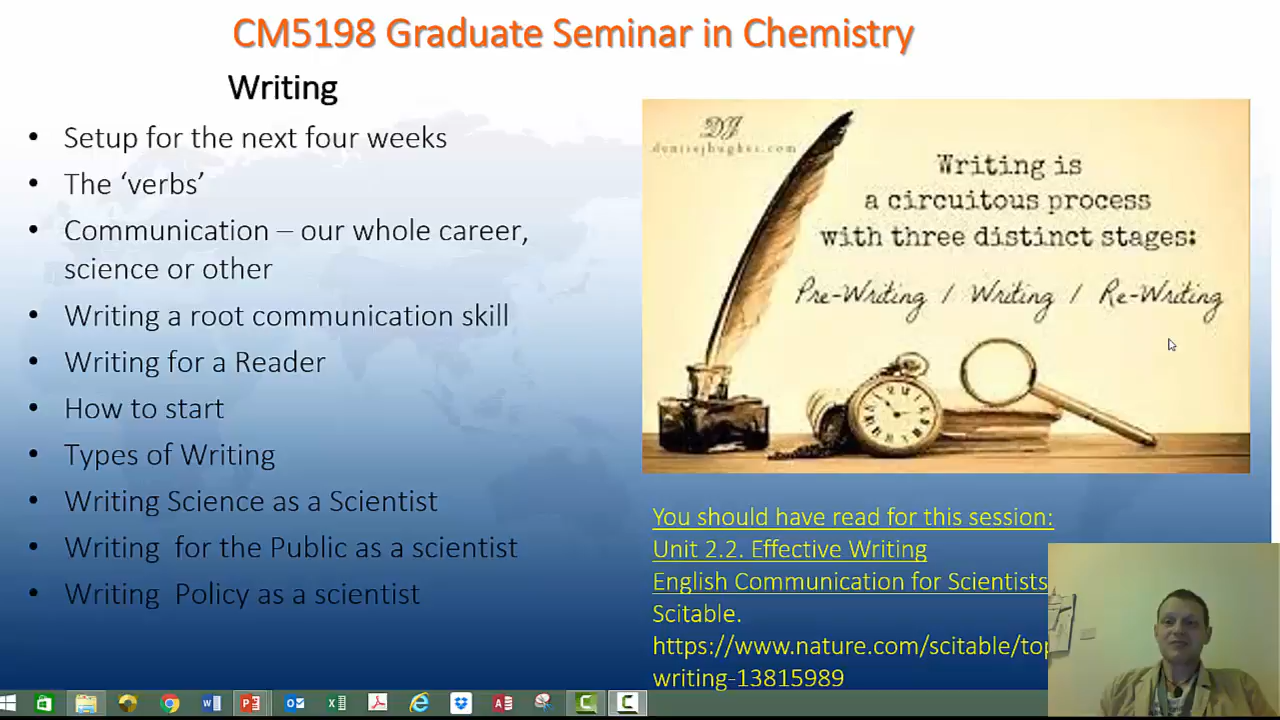 CM5198 Graduate Seminar in Chemistry
Writing
• Setup for the next four weeks
• The ‘verbs’
• Communication – our whole career,
science or other
• Writing a root communication skill
• Writing for a Reader
• How to start
• Types of Writing
• Writing Science as a Scientist
• Writing for the Public as a scientist
• Writing Policy as a scientist
DJ
denisejhughes.com
Writing is
a circuitous process
with three distinct stages:
Pre-Writing / Writing / Re-Writing
You should have read for this session:
Unit 2.2. Effective Writing
English Communication for Scientists
Scitable.
https://www.nature.com/scitable/top
writing-13815989